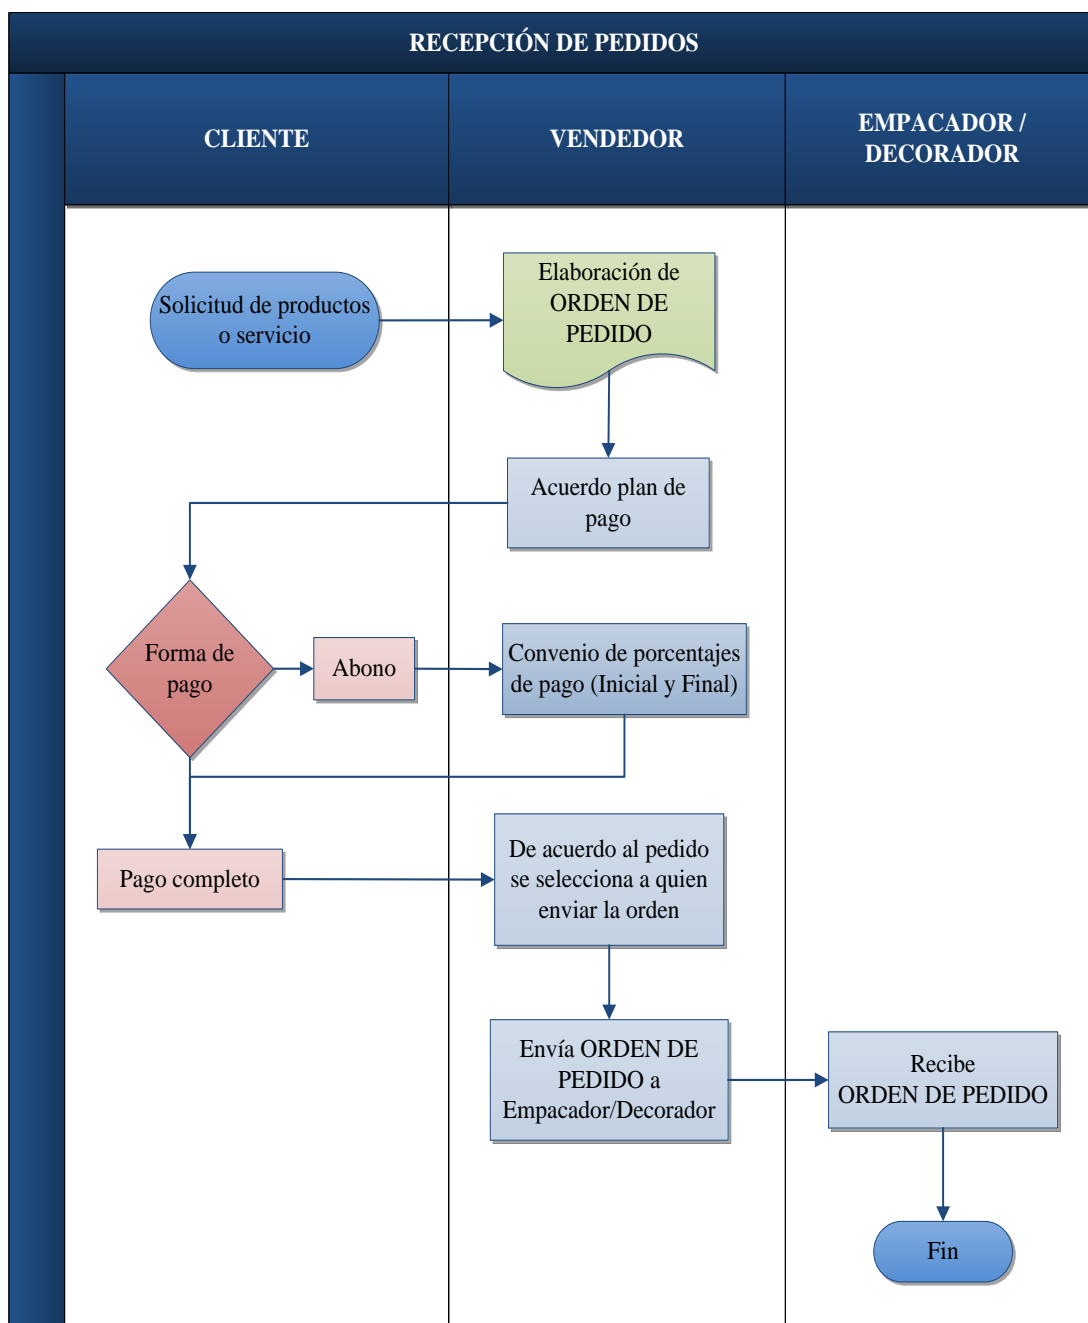 RECEPCIÓN DE PEDIDOS
CLIENTE
VENDEDOR
EMPACADOR /
DECORADOR
Solicitud de productos
o servicio
Elaboración de
ORDEN DE
PEDIDO
Acuerdo plan de
pago
Forma de
pago
Abono
Convenio de porcentajes
de pago (Inicial y Final)
Pago completo
De acuerdo al pedido
se selecciona a quien
enviar la orden
Envía ORDEN DE
PEDIDO a
Empacador/Decorador
Recibe
ORDEN DE PEDIDO
Fin